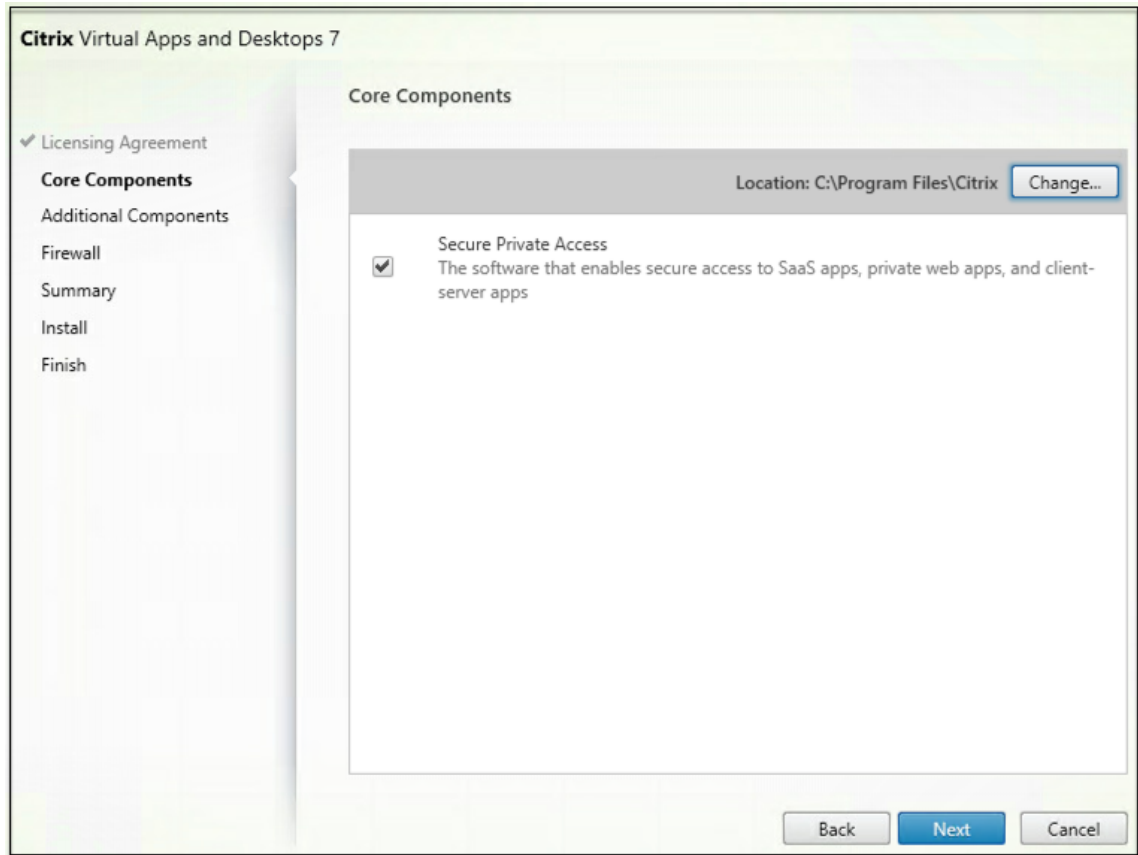 Citrix Virtual Apps and Desktops 7
Core Components
Licensing Agreement
Core Components
Additional Components
Firewall
Summary
Install
Finish
Location: C:\Program Files\Citrix
Change...
Secure Private Access
The software that enables secure access to SaaS apps, private web apps, and client-
server apps
Back
Next
Cancel